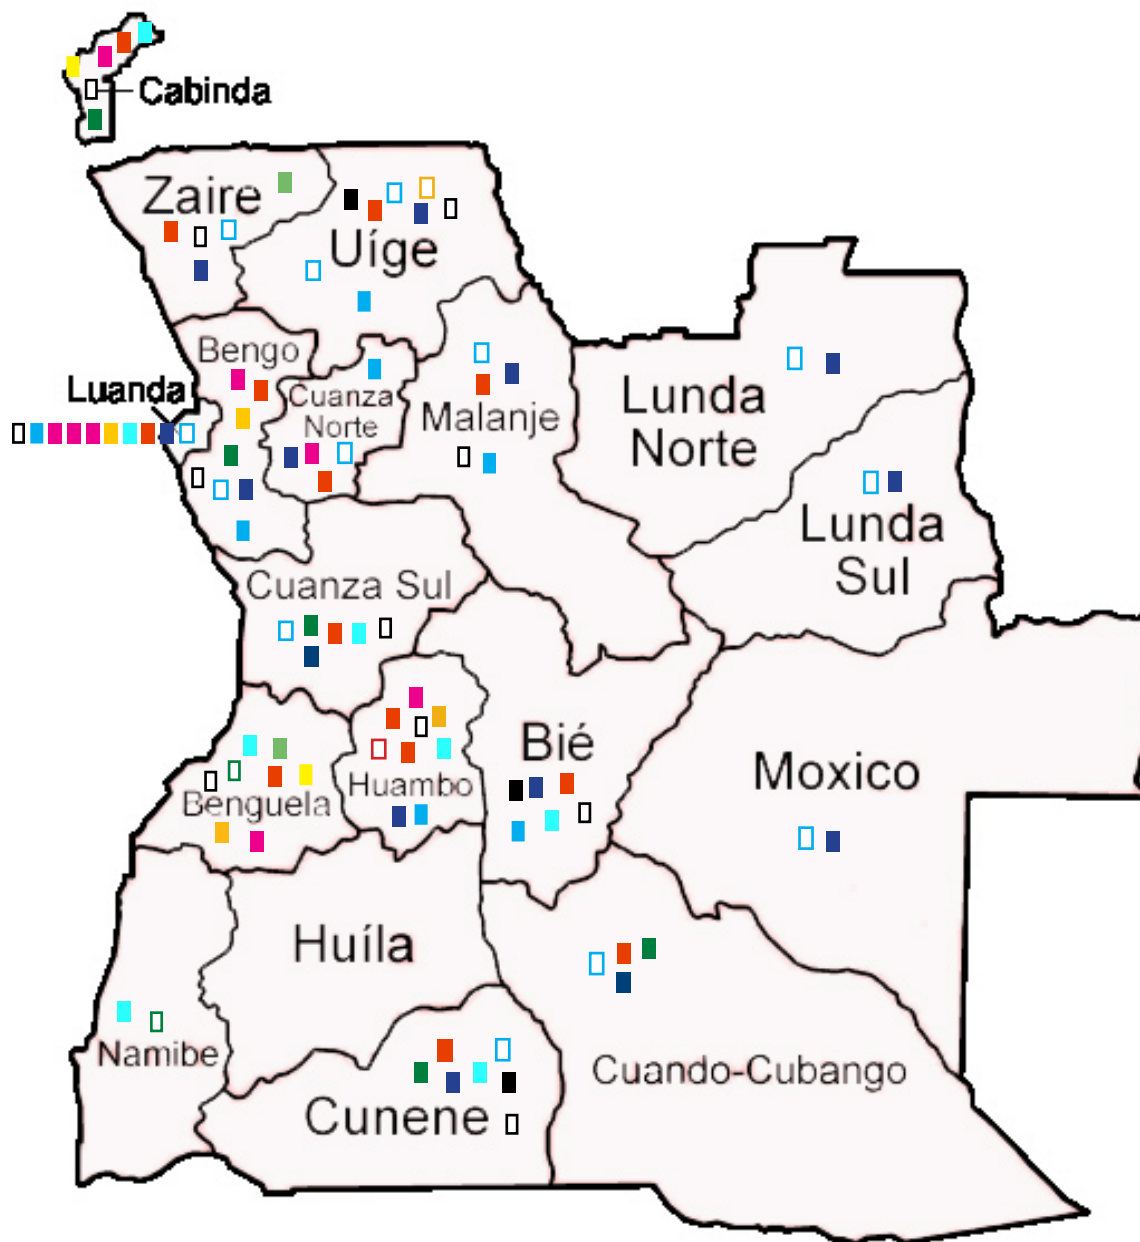 Cabinda
Zaire
Uíge
Bengo
Luanda
Cuanza
Norte
Malanje
Lunda
Norte
Lunda
Sul
Cuanza Sul
Bié
Moxico
Huambo
Benguela
Huíla
Namibe
Cuando-Cubango
Cunene